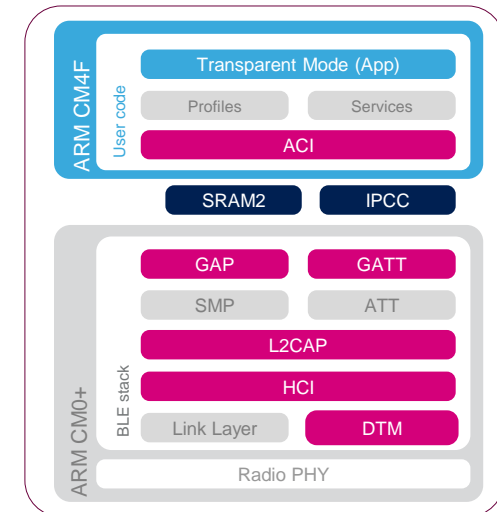 ARM CM4F
User code
Transparent Mode (App)
Profiles
Services
ACI
SRAM2
IPCC
ARM CM0+
BLE stack
GAP
GATT
SMP
ATT
L2CAP
HCI
Link Layer
DTM
Radio PHY